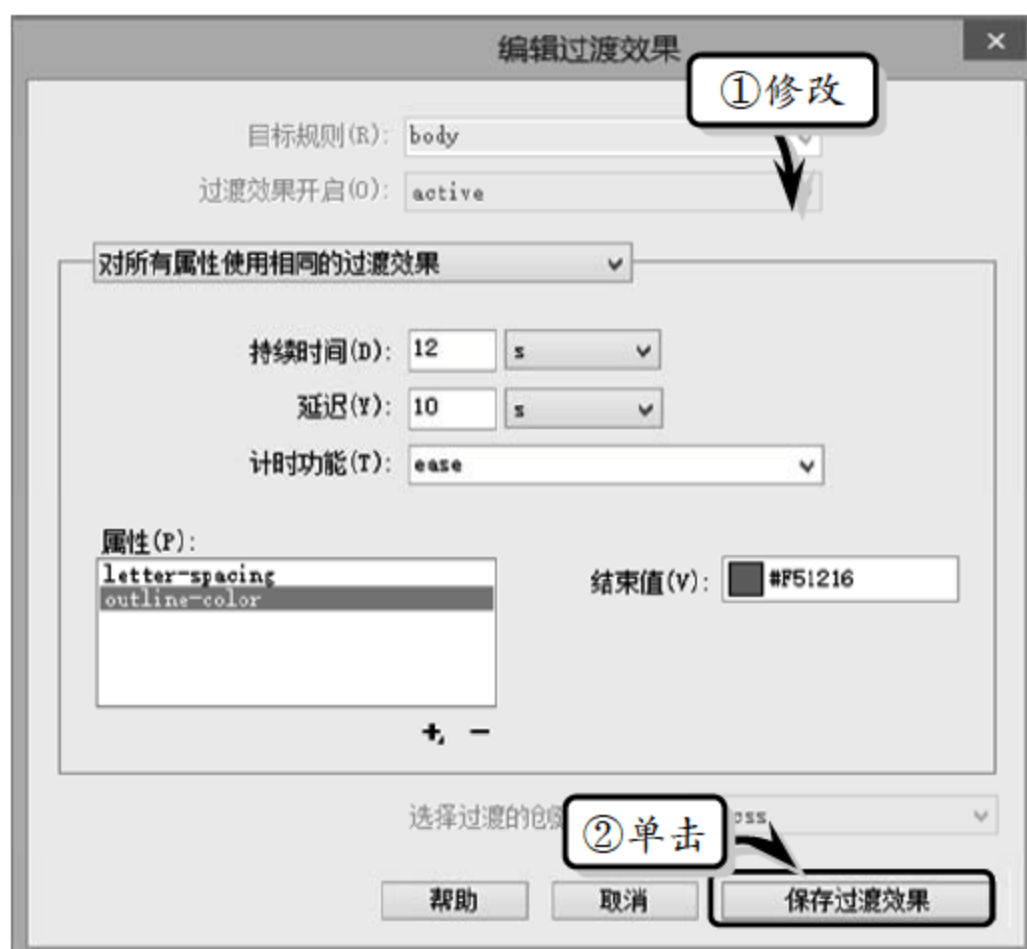 编辑过渡效果
①修改
目标规则(R): body
过渡效果开启(O): active
对所有属性使用相同的过渡效果
持续时间(D): 12 s
延迟(Y): 10 s
计时功能(T): ease
属性(P):
letter-spacing
outline-color
结束值(V): #F51216
选择过渡的创
②单击
帮助 取消 保存过渡效果